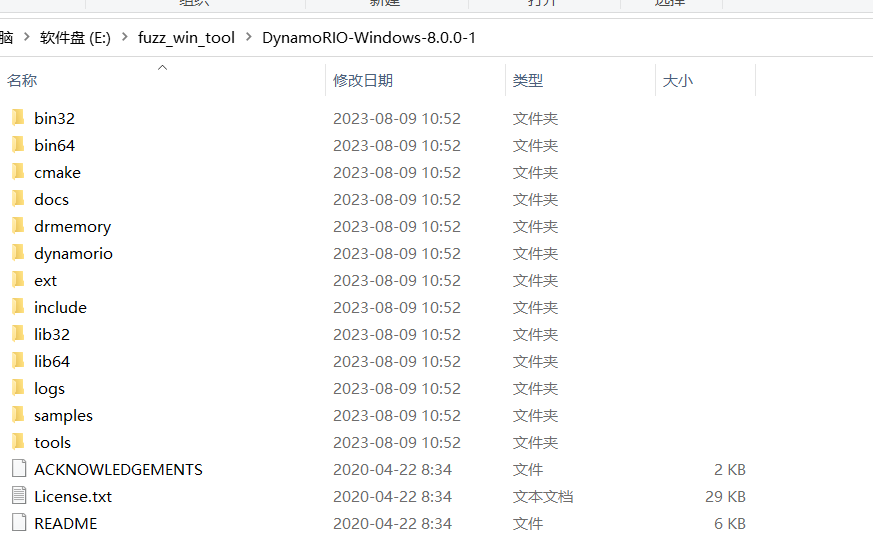 组织 新建 打开 选择
脑 > 软件盘 (E:) > fuzz_win_tool > DynamoRIO-Windows-8.0.0-1
名称 修改日期 类型 大小
bin32 2023-08-09 10:52 文件夹
bin64 2023-08-09 10:52 文件夹
cmake 2023-08-09 10:52 文件夹
docs 2023-08-09 10:52 文件夹
drmemory 2023-08-09 10:52 文件夹
dynamorio 2023-08-09 10:52 文件夹
ext 2023-08-09 10:52 文件夹
include 2023-08-09 10:52 文件夹
lib32 2023-08-09 10:52 文件夹
lib64 2023-08-09 10:52 文件夹
logs 2023-08-09 10:52 文件夹
samples 2023-08-09 10:52 文件夹
tools 2023-08-09 10:52 文件夹
ACKNOWLEDGEMENTS 2020-04-22 8:34 文件 2 KB
License.txt 2020-04-22 8:34 文本文档 29 KB
README 2020-04-22 8:34 文件 6 KB